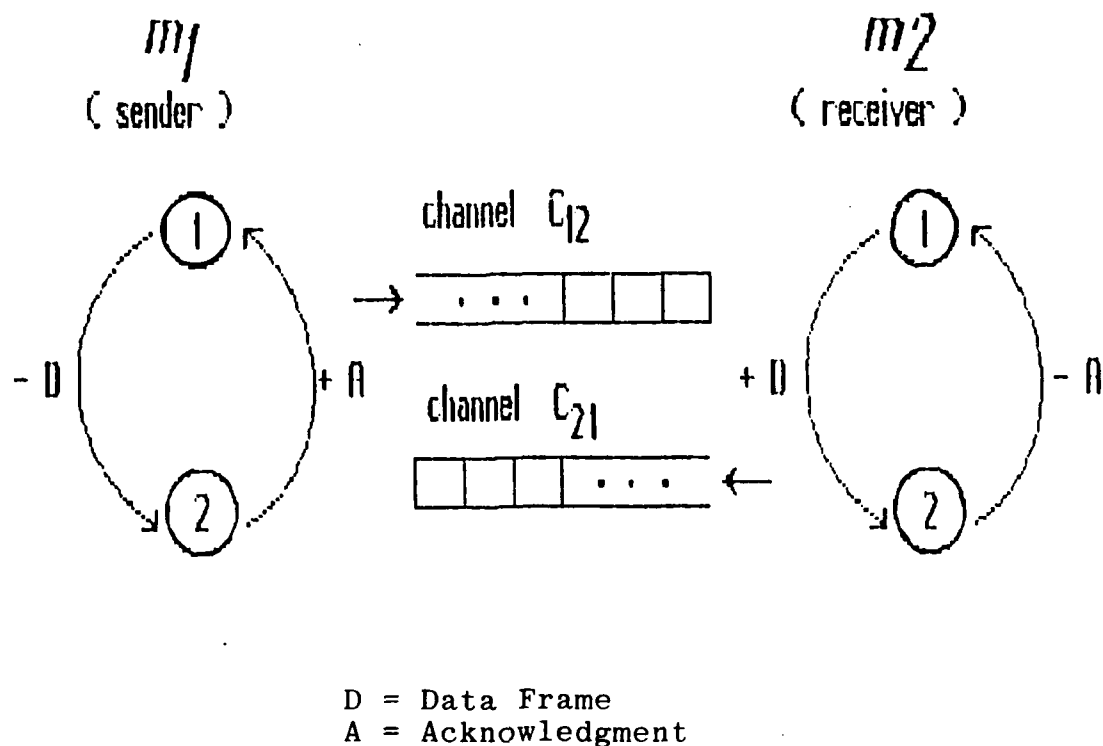 m1 m2
( sender ) ( receiver )
1 1
channel C12
· · ·
- D + A + D - A
channel C21
· · ·
2 2
D = Data Frame
A = Acknowledgment